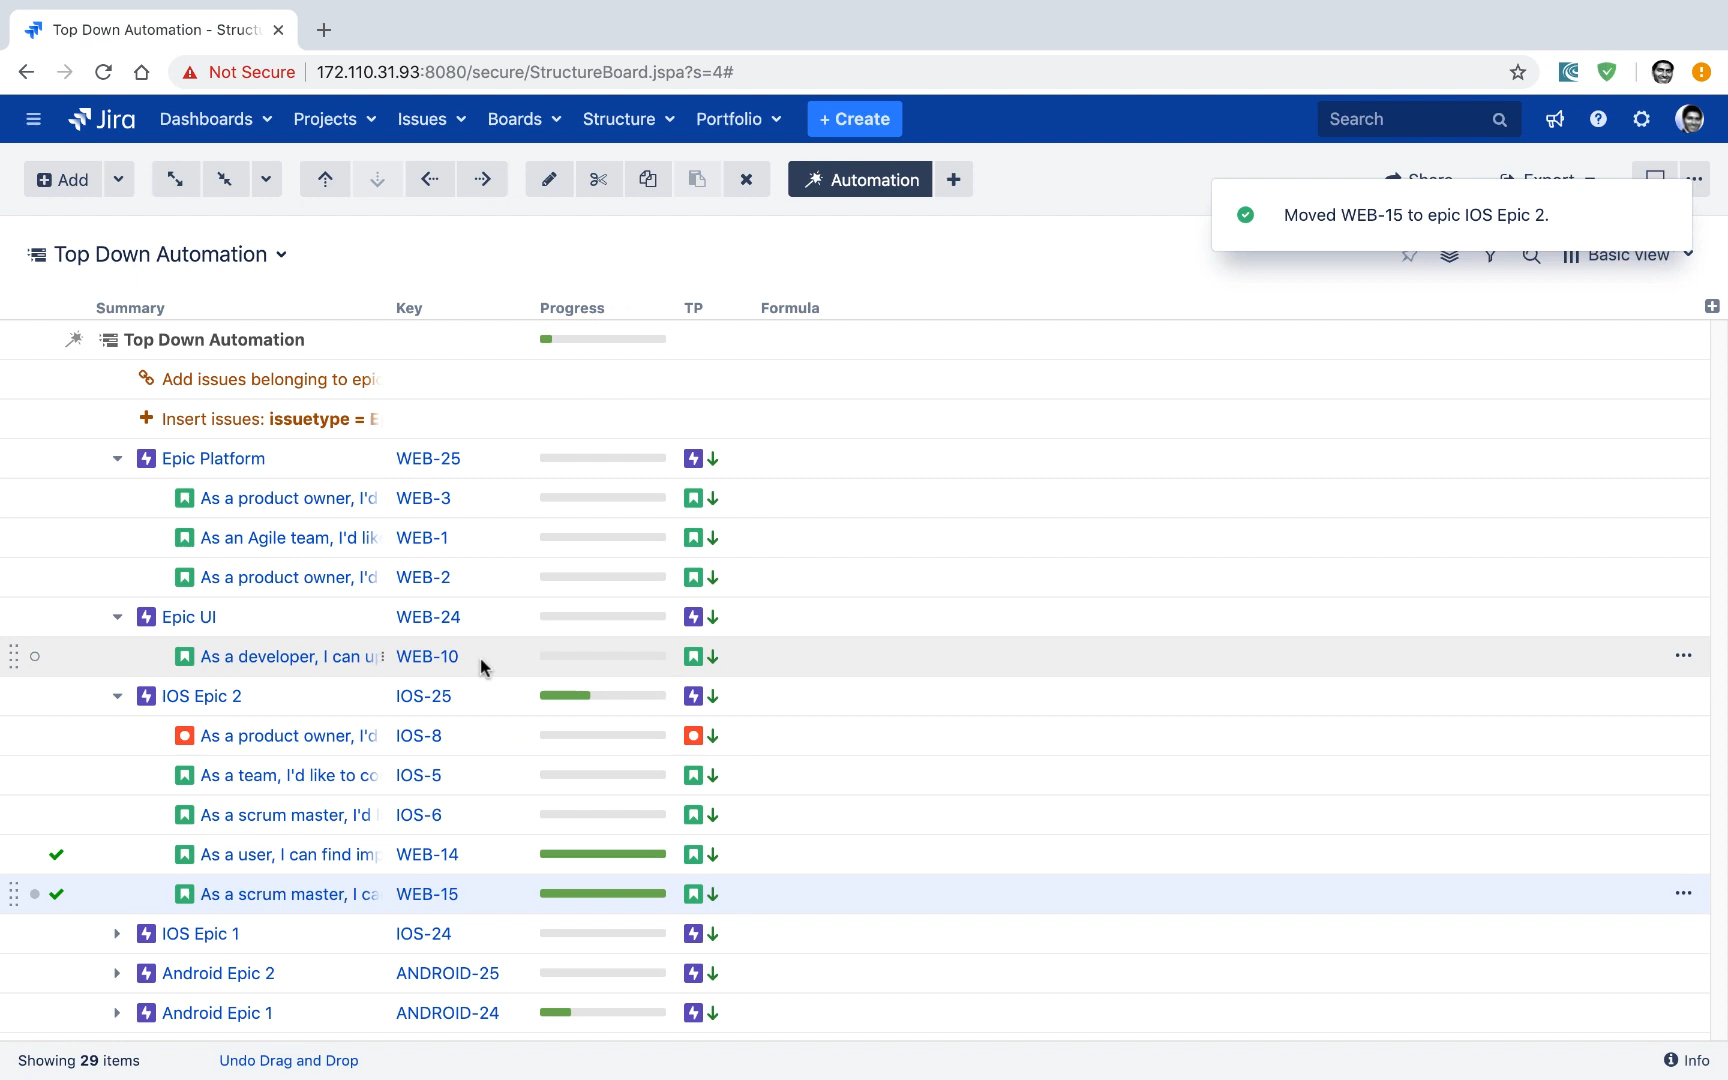 Top Down Automation - Struct
Not Secure
172.110.31.93:8080/secure/StructureBoard.jspa?s=4#
Jira
Dashboards
Projects
Issues
Boards
Structure
Portfolio
+ Create
Search
Add
Automation
Share
Export
Moved WEB-15 to epic IOS Epic 2.
Top Down Automation
Basic view
Summary Key Progress TP Formula
Top Down Automation
Add issues belonging to epic
Insert issues: issuetype = E
Epic Platform WEB-25
As a product owner, I'd WEB-3
As an Agile team, I'd lik WEB-1
As a product owner, I'd WEB-2
Epic UI WEB-24
As a developer, I can up WEB-10
IOS Epic 2 IOS-25
As a product owner, I'd IOS-8
As a team, I'd like to co IOS-5
As a scrum master, I'd IOS-6
As a user, I can find imp WEB-14
As a scrum master, I ca WEB-15
IOS Epic 1 IOS-24
Android Epic 2 ANDROID-25
Android Epic 1 ANDROID-24
Showing 29 items
Undo Drag and Drop
Info